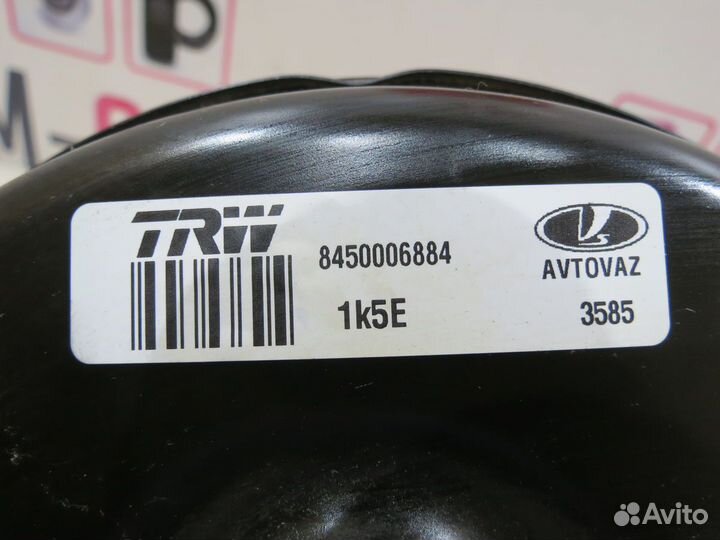 P
M-
TRW
8450006884
AVTOVAZ
1k5E
3585
Avito